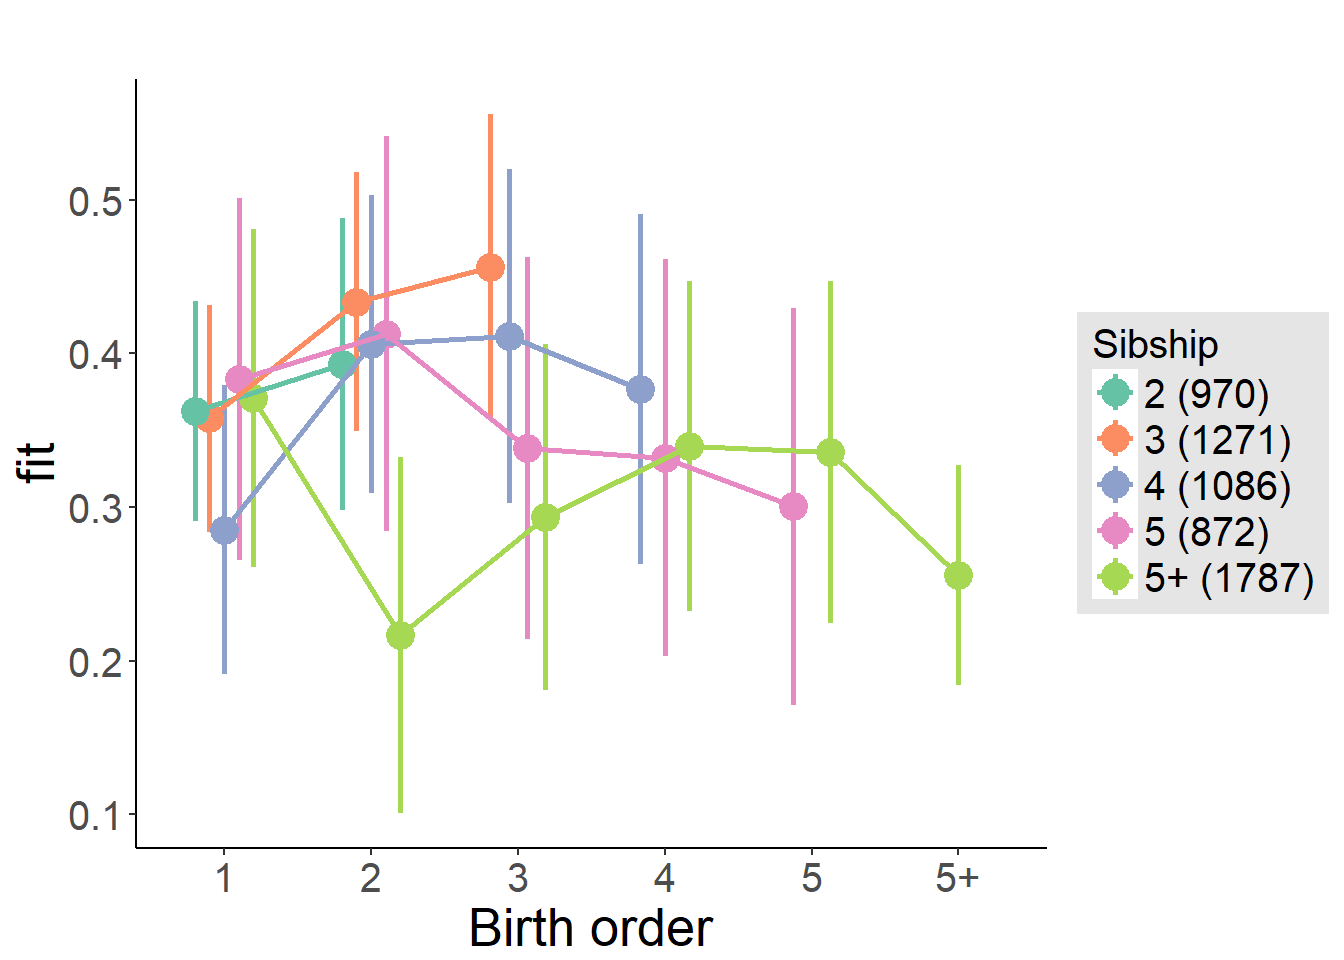 fit
0.5
0.4
0.3
0.2
0.1
1 2 3 4 5 5+
Birth order
Sibship
2 (970)
3 (1271)
4 (1086)
5 (872)
5+ (1787)